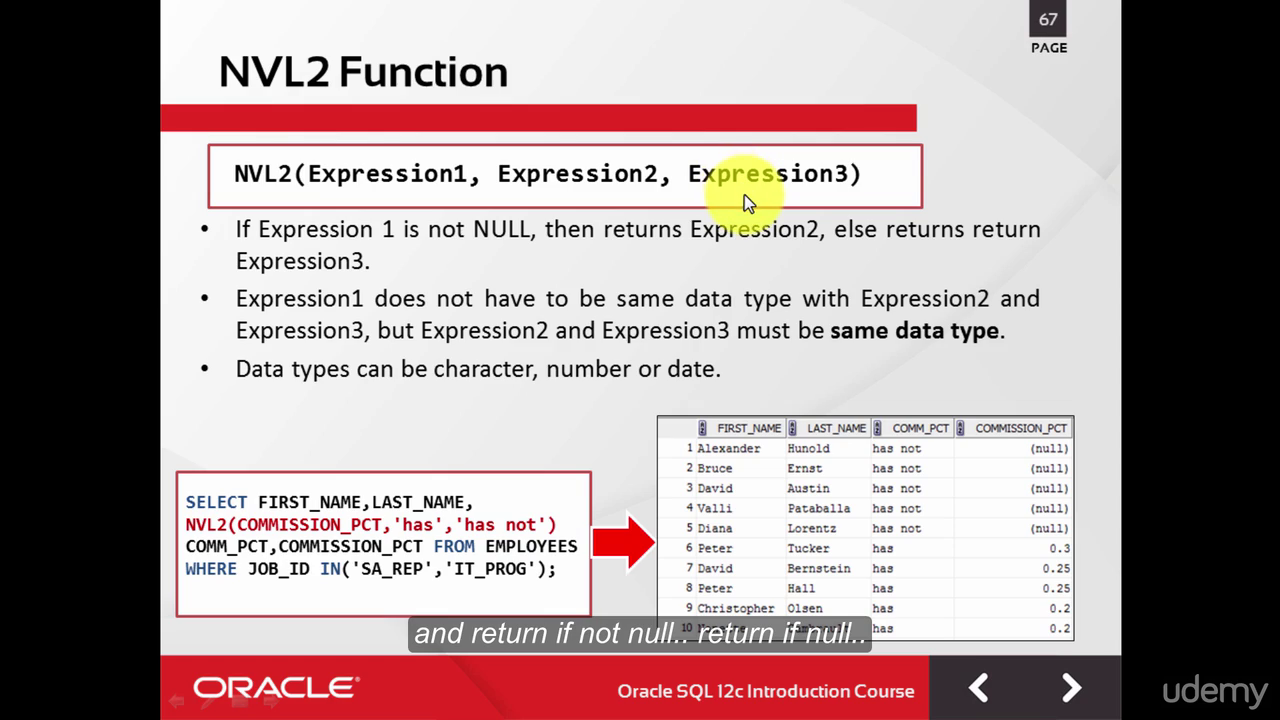 67
PAGE
NVL2 Function
NVL2(Expression1, Expression2, Expression3)
• If Expression 1 is not NULL, then returns Expression2, else returns return
Expression3.
• Expression1 does not have to be same data type with Expression2 and
Expression3, but Expression2 and Expression3 must be same data type.
• Data types can be character, number or date.
SELECT FIRST_NAME,LAST_NAME,
NVL2(COMMISSION_PCT,'has','has not')
COMM_PCT,COMMISSION_PCT FROM EMPLOYEES
WHERE JOB_ID IN('SA_REP','IT_PROG');
FIRST_NAME LAST_NAME COMM_PCT COMMISSION_PCT
1 Alexander Hunold has not (null)
2 Bruce Ernst has not (null)
3 David Austin has not (null)
4 Valli Pataballa has not (null)
5 Diana Lorentz has not (null)
6 Peter Tucker has 0.3
7 David Bernstein has 0.25
8 Peter Hall has 0.25
9 Christopher Olsen has 0.2
10 has 0.2
and return if not null.. return if null..
ORACLE®
Oracle SQL 12c Introduction Course
udemy